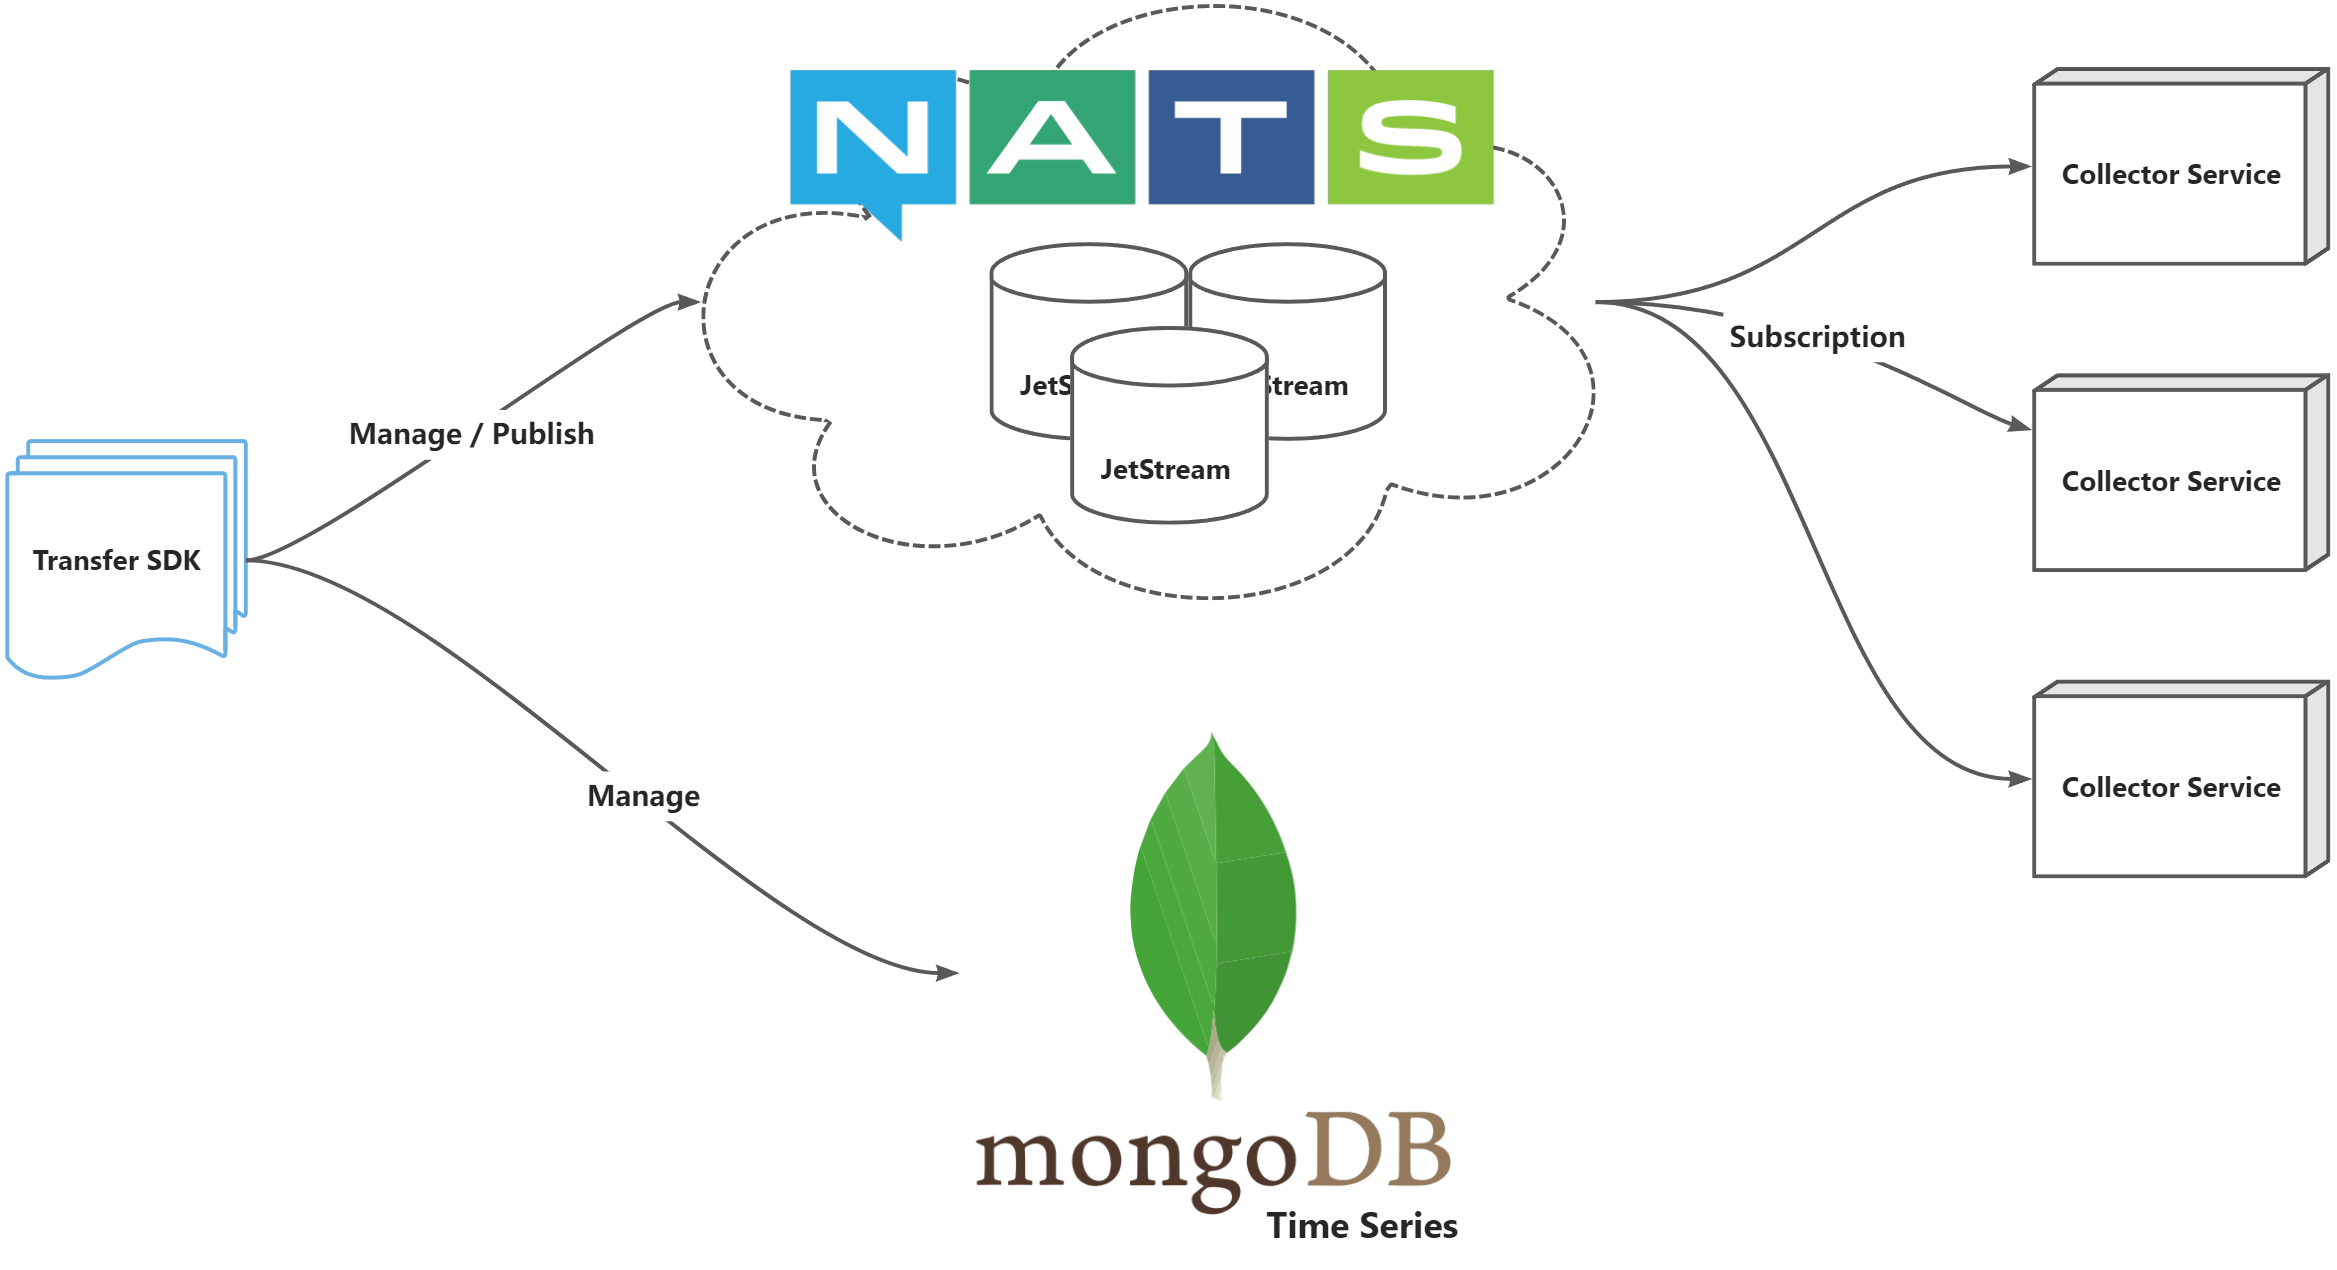 NATS
Collector Service
JetS
Stream
Subscription
Manage / Publish
JetStream
Collector Service
Transfer SDK
Manage
Collector Service
mongoDB
Time Series